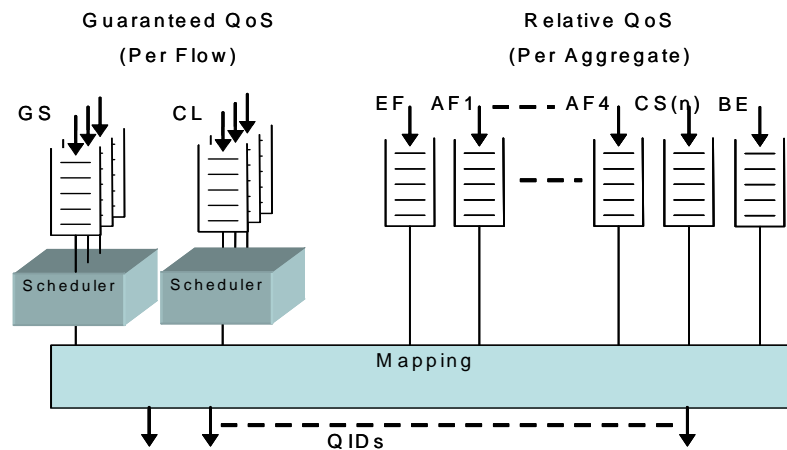 Guaranteed QoS
(Per Flow)
Relative QoS
(Per Aggregate)
GS
CL
EF
AF1
AF4
CS(n)
BE
Scheduler
Scheduler
Mapping
QIDs